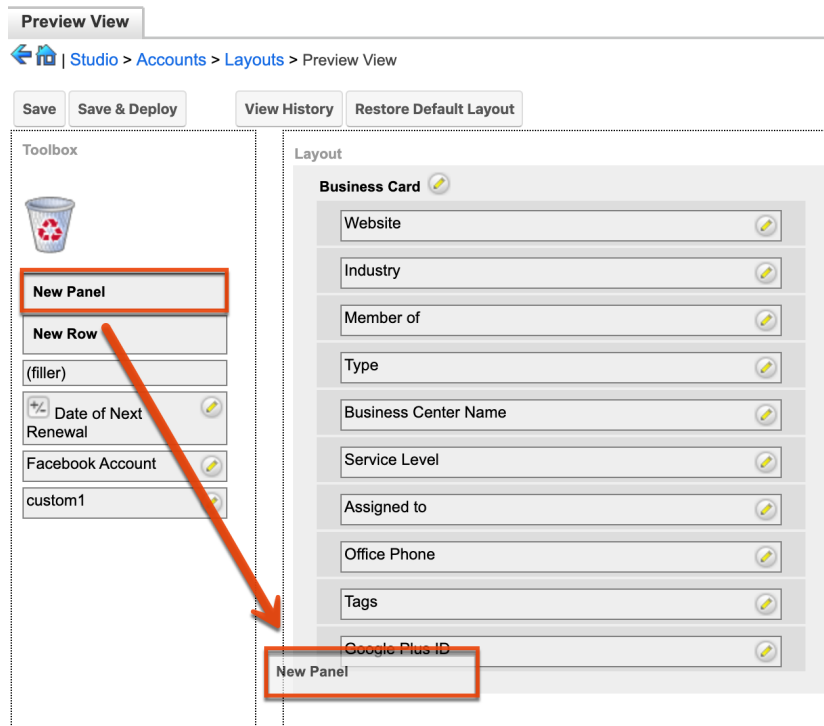 Preview View
| Studio > Accounts > Layouts > Preview View
Save Save & Deploy View History Restore Default Layout
Toolbox
New Panel
New Row
(filler)
+/- Date of Next
Renewal
Facebook Account
custom1
Layout
Business Card
Website
Industry
Member of
Type
Business Center Name
Service Level
Assigned to
Office Phone
Tags
Google Plus ID
New Panel